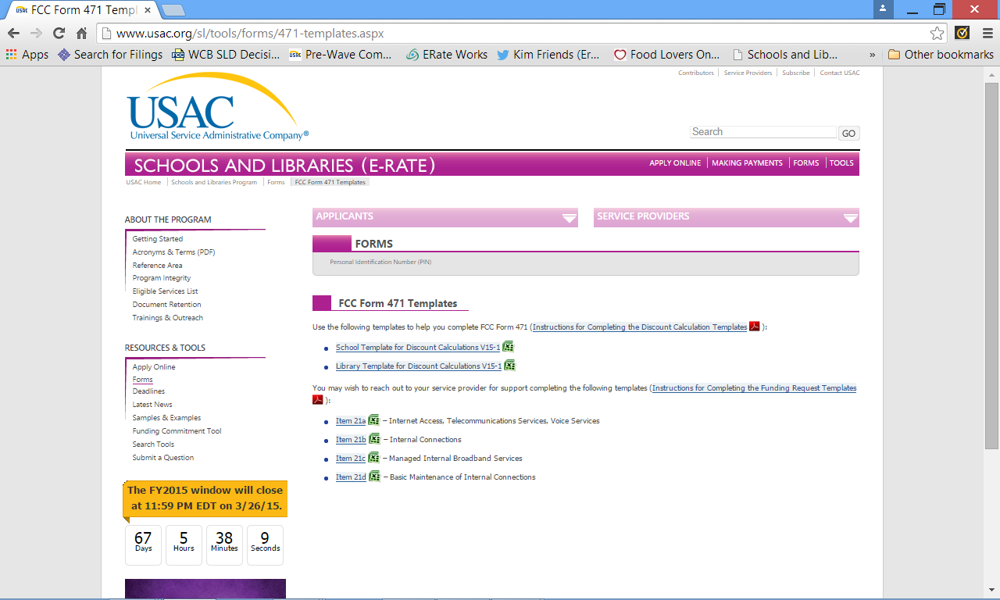 FCC Form 471 Templ
www.usac.org/sl/tools/forms/471-templates.aspx
Apps Search for Filings WCB SLD Decisi... Pre-Wave Com... ERate Works Kim Friends (Er... Food Lovers On... Schools and Lib... » Other bookmarks
Contributors Service Providers Subscribe Contact USAC
USAC
Universal Service Administrative Company®
Search GO
SCHOOLS AND LIBRARIES (E-RATE)
APPLY ONLINE MAKING PAYMENTS FORMS TOOLS
USAC Home Schools and Libraries Program Forms FCC Form 471 Templates
ABOUT THE PROGRAM
Getting Started
Acronyms & Terms (PDF)
Reference Area
Program Integrity
Eligible Services List
Document Retention
Trainings & Outreach
RESOURCES & TOOLS
Apply Online
Forms
Deadlines
Latest News
Samples & Examples
Funding Commitment Tool
Search Tools
Submit a Question
The FY2015 window will close
at 11:59 PM EDT on 3/26/15.
67 5 38 9
Days Hours Minutes Seconds
APPLICANTS SERVICE PROVIDERS
FORMS
Personal Identification Number (PIN)
FCC Form 471 Templates
Use the following templates to help you complete FCC Form 471 (Instructions for Completing the Discount Calculation Templates ):
School Template for Discount Calculations V15-1
Library Template for Discount Calculations V15-1
You may wish to reach out to your service provider for support completing the following templates (Instructions for Completing the Funding Request Templates
):
Item 21a – Internet Access, Telecommunications Services, Voice Services
Item 21b – Internal Connections
Item 21c – Managed Internal Broadband Services
Item 21d – Basic Maintenance of Internal Connections